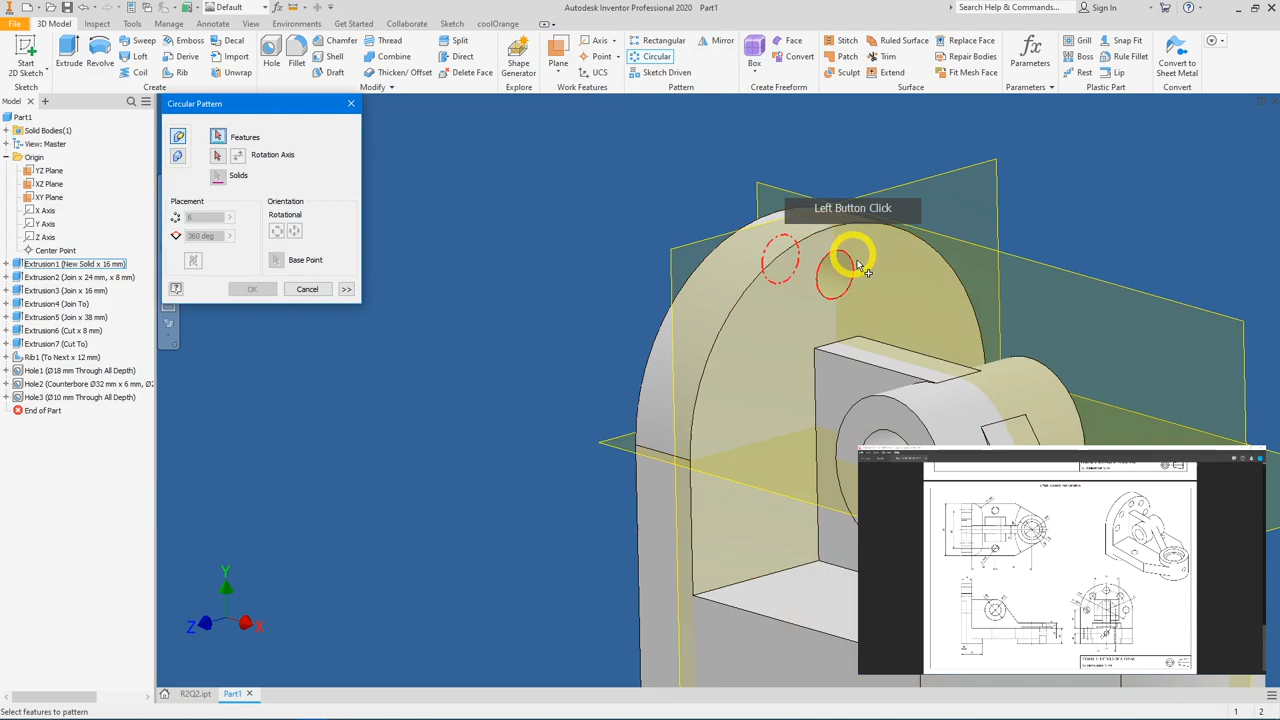 Default
Autodesk Inventor Professional 2020 Part1
Search Help & Commands...
Sign In
File 3D Model Inspect Tools Manage Annotate View Environments Get Started Collaborate Sketch coolOrange
Start
2D Sketch
Sketch
Extrude Revolve
Sweep Emboss Decal
Loft Derive Import
Coil Rib Unwrap
Create
Hole Fillet
Chamfer Thread Split
Shell Combine Direct
Draft Thicken/ Offset Delete Face
Modify
Shape
Generator
Explore
Plane
Axis
Point
UCS
Work Features
Rectangular Mirror
Circular
Sketch Driven
Pattern
Box
Face
Convert
Create Freeform
Stitch Ruled Surface Replace Face
Patch Trim Repair Bodies
Sculpt Extend Fit Mesh Face
Surface
Parameters
Parameters
Grill Snap Fit
Boss Rule Fillet
Rest Lip
Plastic Part
Convert to
Sheet Metal
Convert
Model
Part1
Solid Bodies(1)
View: Master
Origin
YZ Plane
XZ Plane
XY Plane
X Axis
Y Axis
Z Axis
Center Point
Extrusion1 (New Solid x 16 mm)
Extrusion2 (Join x 24 mm, x 8 mm)
Extrusion3 (Join x 16 mm)
Extrusion4 (Join To)
Extrusion5 (Join x 38 mm)
Extrusion6 (Cut x 8 mm)
Extrusion7 (Cut To)
Rib1 (To Next x 12 mm)
Hole1 (Ø18 mm Through All Depth)
Hole2 (Counterbore Ø32 mm x 6 mm, Ø2
Hole3 (Ø10 mm Through All Depth)
End of Part
Circular Pattern
Features
Rotation Axis
Solids
Placement
6
360 deg
Orientation
Rotational
Base Point
OK Cancel >>
Left Button Click
Y
Z
X
R2Q2.ipt Part1
Select features to pattern
1 2